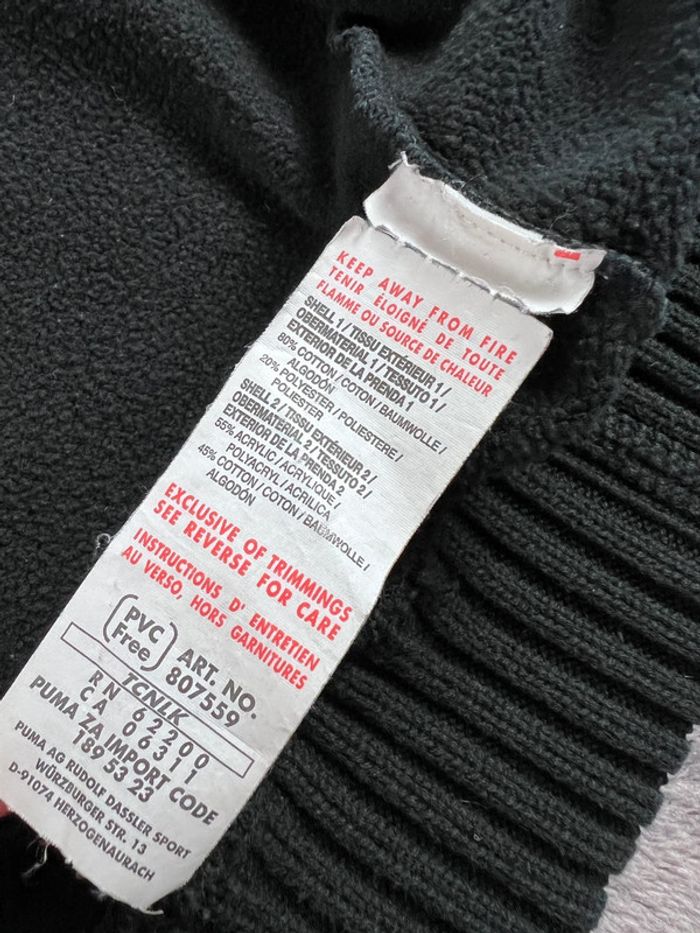 KEEP AWAY FROM FIRE
TENIR ÉLOIGNÉ DE TOUTE
FLAMME OU SOURCE DE CHALEUR
SHELL 1 / TISSU EXTÉRIEUR 1 /
OBERMATERIAL 1 / TESSUTO 1 /
EXTERIOR DE LA PRENDA 1
80% COTTON / COTON / BAUMWOLLE /
ALGODÓN
20% POLYESTER / POLIESTERE /
POLIESTER
SHELL 2 / TISSU EXTÉRIEUR 2 /
OBERMATERIAL 2 / TESSUTO 2 /
EXTERIOR DE LA PRENDA 2
55% ACRYLIC / ACRYLIQUE /
POLYACRYL / ACRILICA
45% COTTON / COTON / BAUMWOLLE /
ALGODÓN
EXCLUSIVE OF TRIMMINGS
SEE REVERSE FOR CARE
INSTRUCTIONS D' ENTRETIEN
AU VERSO, HORS GARNITURES
PVC Free
ART. NO.
807559
TCNLK
RN 62200
CA 06311
PUMA ZA IMPORT CODE
189 53 23
PUMA AG RUDOLF DASSLER SPORT
WÜRZBURGER STR. 13
D-91074 HERZOGENAURACH